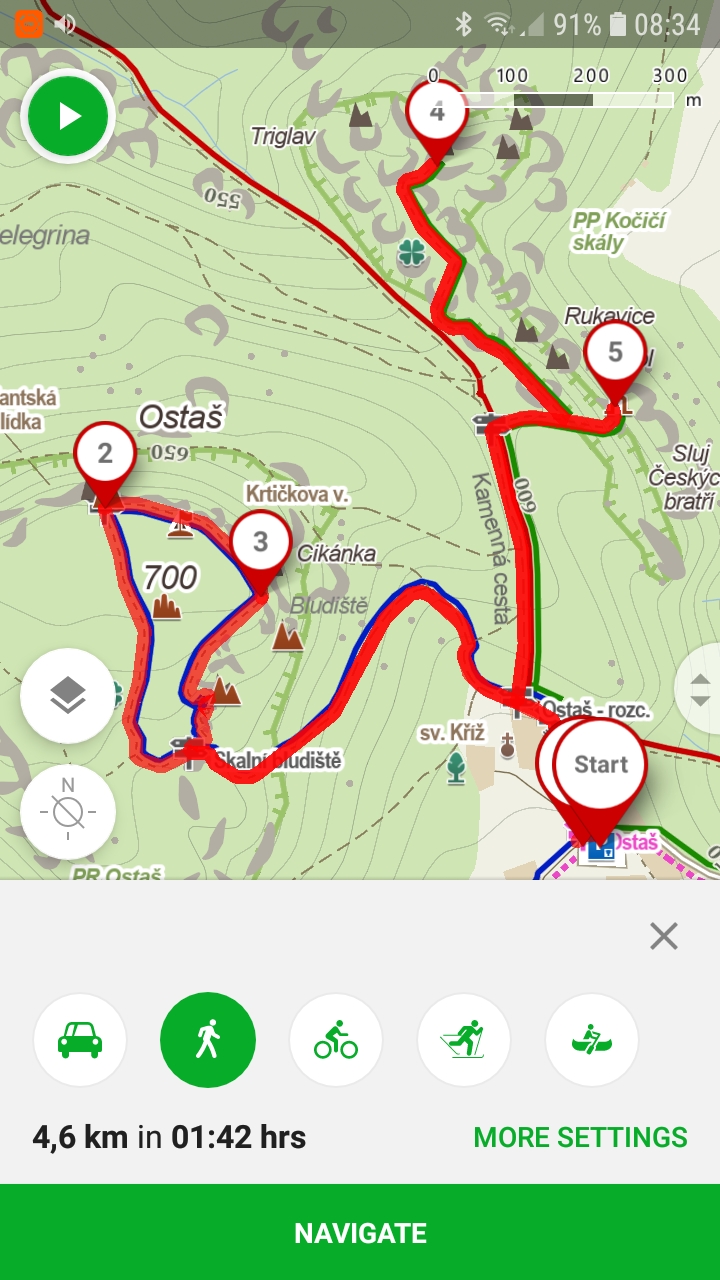 91% 08:34
0 100 200 300
m
4
Triglav
550
PP Kočičí
skály
elegrina
Rukavice
5
antská
lídka
Ostaš
2
650
Krtičkova v.
3
Cikánka
Sluj
Českýc
bratří
Kamenná cesta
600
700
Bludiště
Ostaš - rozc.
sv. Kříž
Skalní bludiště
Start
N
Ostaš
PR Ostaš
4,6 km in 01:42 hrs
MORE SETTINGS
NAVIGATE